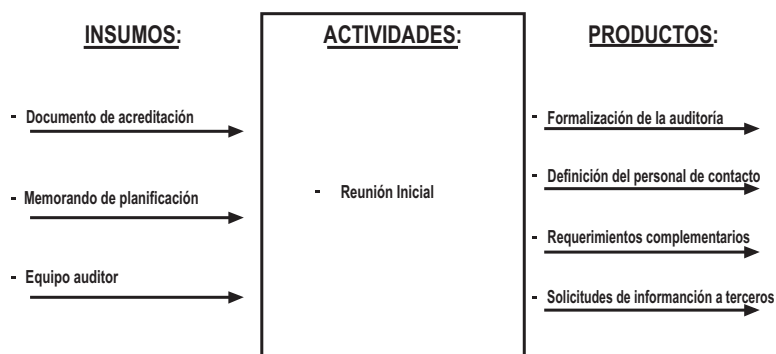 INSUMOS:
- Documento de acreditación
- Memorando de planificación
- Equipo auditor
ACTIVIDADES:
- Reunión Inicial
PRODUCTOS:
- Formalización de la auditoría
- Definición del personal de contacto
- Requerimientos complementarios
- Solicitudes de informanción a terceros